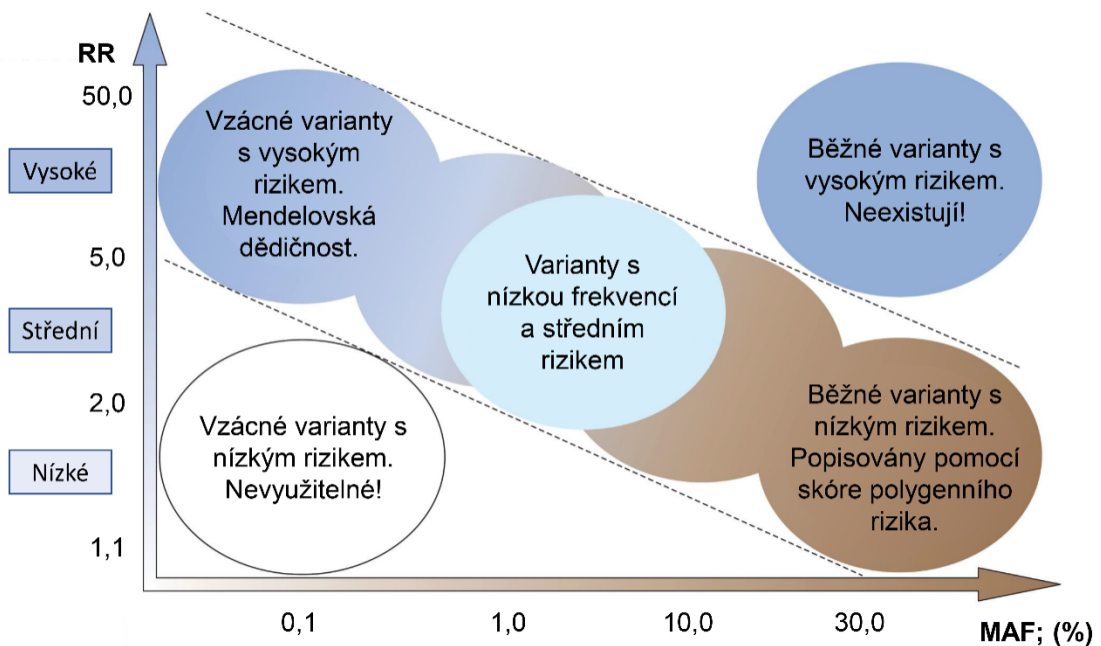 RR
50,0
Vysoké
5,0
Střední
2,0
Nízké
1,1
Vzácné varianty
s vysokým
rizikem.
Mendelovská
dědičnost.
Běžné varianty s
vysokým rizikem.
Neexistují!
Varianty s
nízkou frekvencí
a středním
rizikem
Vzácné varianty s
nízkým rizikem.
Nevyužitelné!
Běžné varianty s
nízkým rizikem.
Popisovány pomocí
skóre polygenního
rizika.
0,1
1,0
10,0
30,0
MAF; (%)